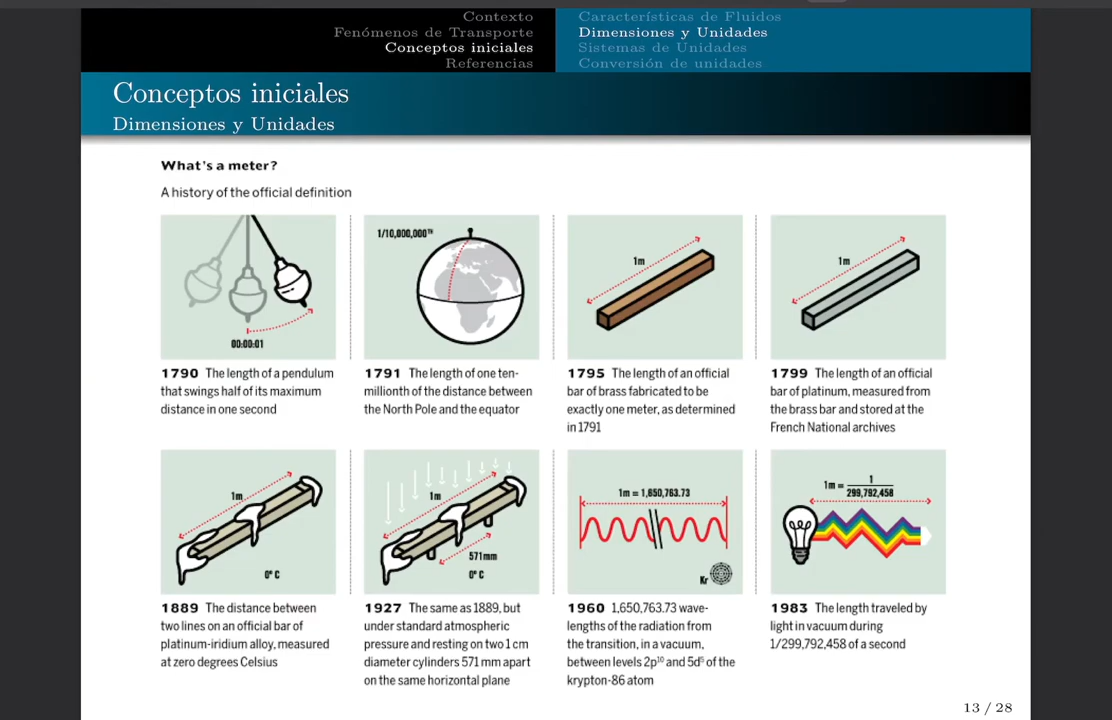 Contexto
Fenómenos de Transporte
Conceptos iniciales
Referencias
Características de Fluidos
Dimensiones y Unidades
Sistemas de Unidades
Conversión de unidades
Conceptos iniciales
Dimensiones y Unidades
What's a meter?
A history of the official definition
00:00:01
1790 The length of a pendulum
that swings half of its maximum
distance in one second
1/10,000,000TH
1791 The length of one ten-
millionth of the distance between
the North Pole and the equator
1m
1795 The length of an official
bar of brass fabricated to be
exactly one meter, as determined
in 1791
1m
1799 The length of an official
bar of platinum, measured from
the brass bar and stored at the
French National archives
1m
0° C
1889 The distance between
two lines on an official bar of
platinum-iridium alloy, measured
at zero degrees Celsius
1m
571mm
0° C
1927 The same as 1889, but
under standard atmospheric
pressure and resting on two 1 cm
diameter cylinders 571 mm apart
on the same horizontal plane
1m = 1,650,763.73
Kr
1960 1,650,763.73 wave-
lengths of the radiation from
the transition, in a vacuum,
between levels 2p¹⁰ and 5d⁵ of the
krypton-86 atom
1m = 1
299,792,458
1983 The length traveled by
light in vacuum during
1/299,792,458 of a second
13 / 28